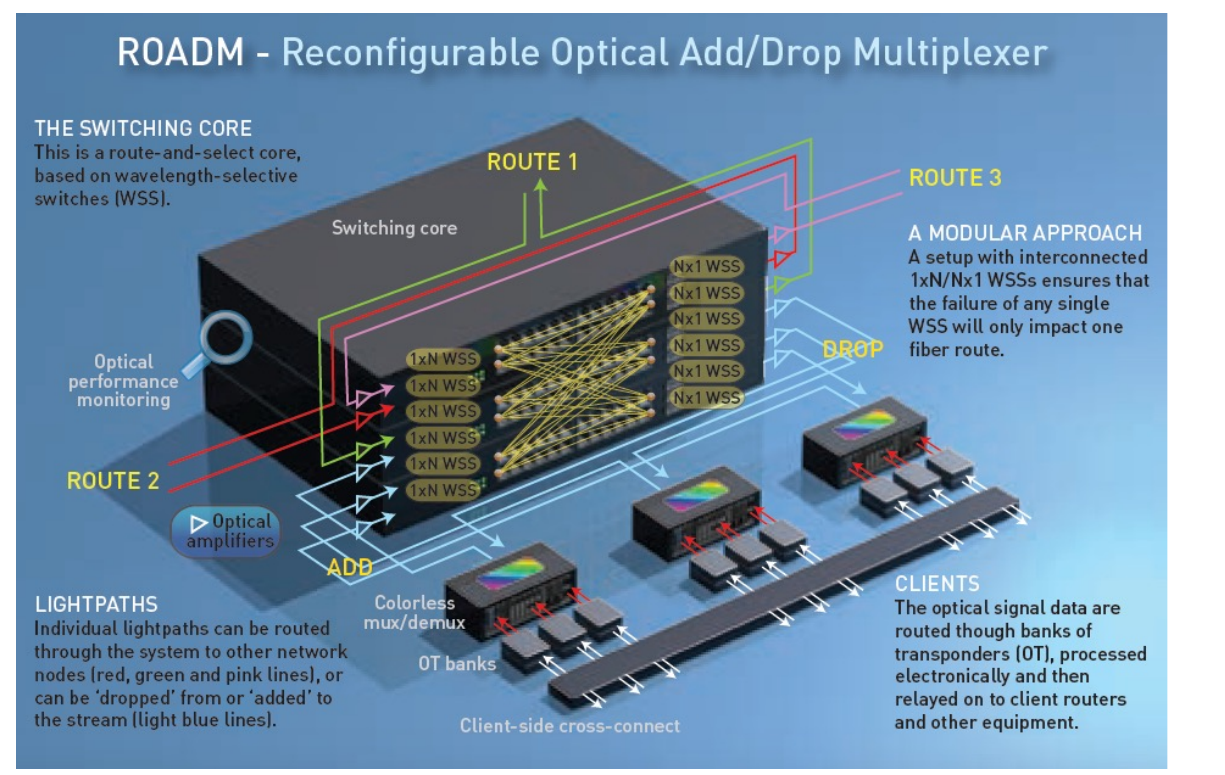 ROADM - Reconfigurable Optical Add/Drop Multiplexer
THE SWITCHING CORE
This is a route-and-select core,
based on wavelength-selective
switches (WSS).
ROUTE 1
ROUTE 3
Switching core
A MODULAR APPROACH
A setup with interconnected
1xN/Nx1 WSSs ensures that
the failure of any single
WSS will only impact one
fiber route.
Nx1 WSS
Nx1 WSS
Nx1 WSS
Nx1 WSS
Nx1 WSS
Nx1 WSS
DROP
Optical
performance
monitoring
1xN WSS
1xN WSS
1xN WSS
1xN WSS
1xN WSS
1xN WSS
ROUTE 2
Optical
amplifiers
ADD
LIGHTPATHS
Individual lightpaths can be routed
through the system to other network
nodes (red, green and pink lines), or
can be ‘dropped’ from or ‘added’ to
the stream (light blue lines).
Colorless
mux/demux
OT banks
Client-side cross-connect
CLIENTS
The optical signal data are
routed though banks of
transponders (OT), processed
electronically and then
relayed on to client routers
and other equipment.